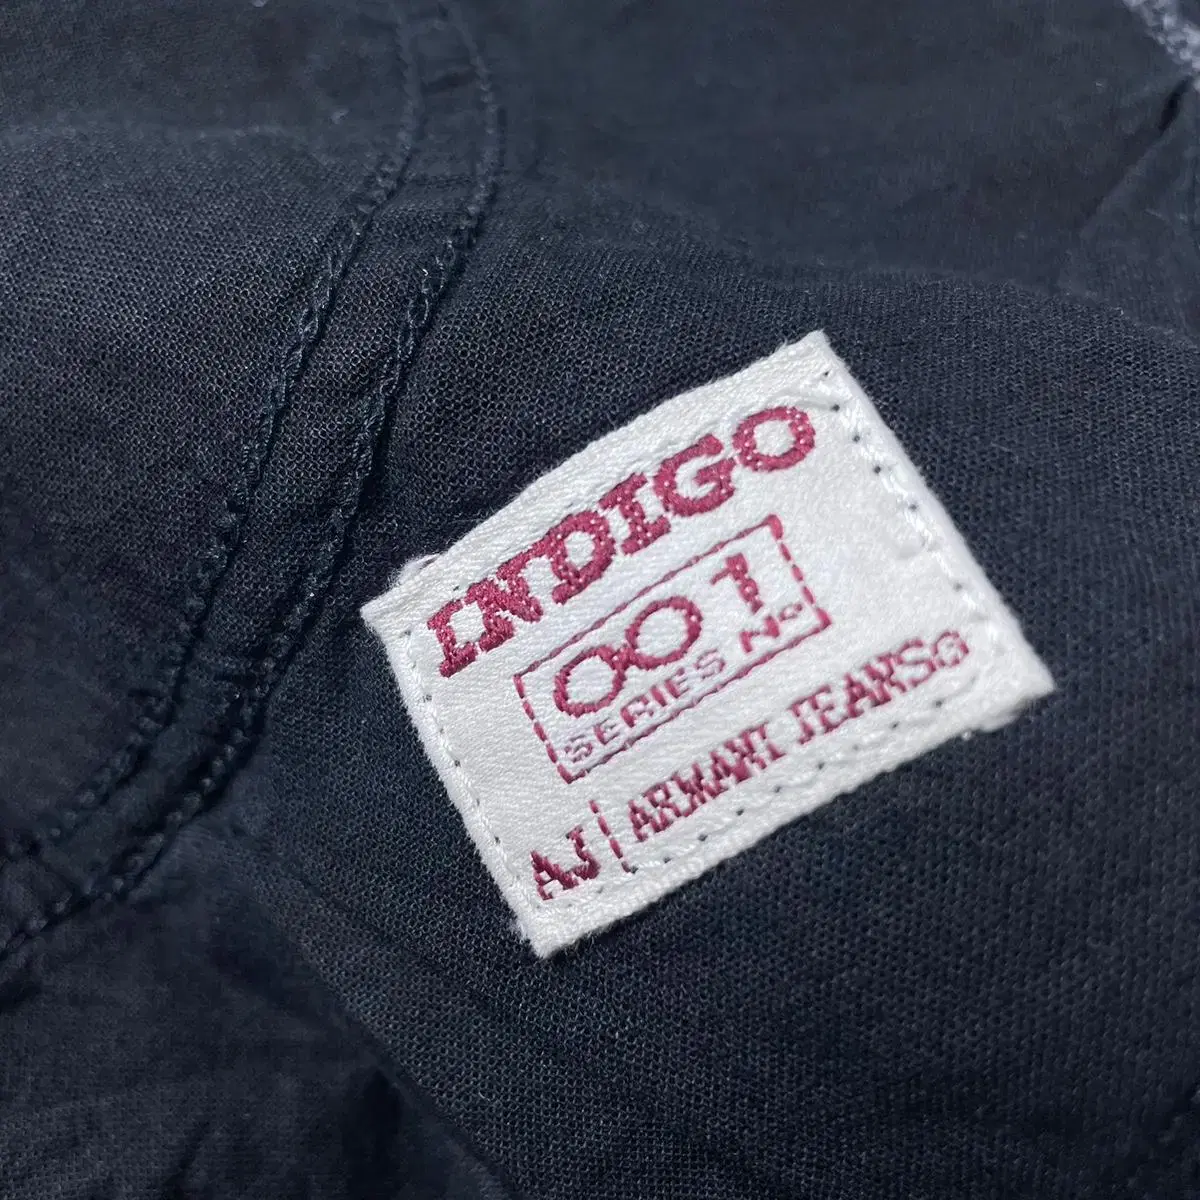 INDIGO
001
SERIES Nº
AJ | ARMANI JEANS